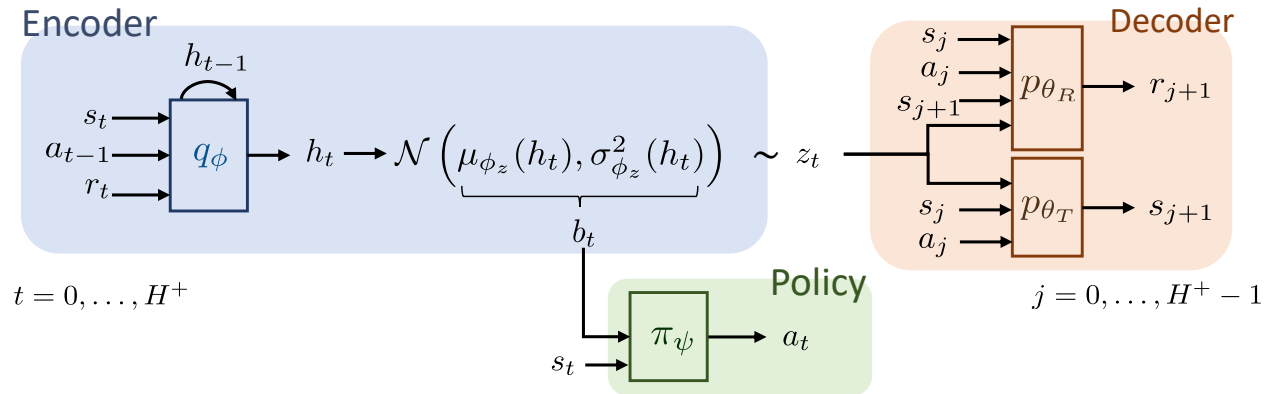 Encoder
h_{t-1}
s_t
a_{t-1}
r_t
q_ϕ
h_t
𝒩(μ_{ϕ_z}(h_t), σ²_{ϕ_z}(h_t))
∼ z_t
b_t
t = 0, . . . , H⁺
Policy
s_t
π_ψ
a_t
Decoder
s_j
a_j
s_{j+1}
p_{θ_R}
r_{j+1}
s_j
a_j
p_{θ_T}
s_{j+1}
j = 0, . . . , H⁺ − 1